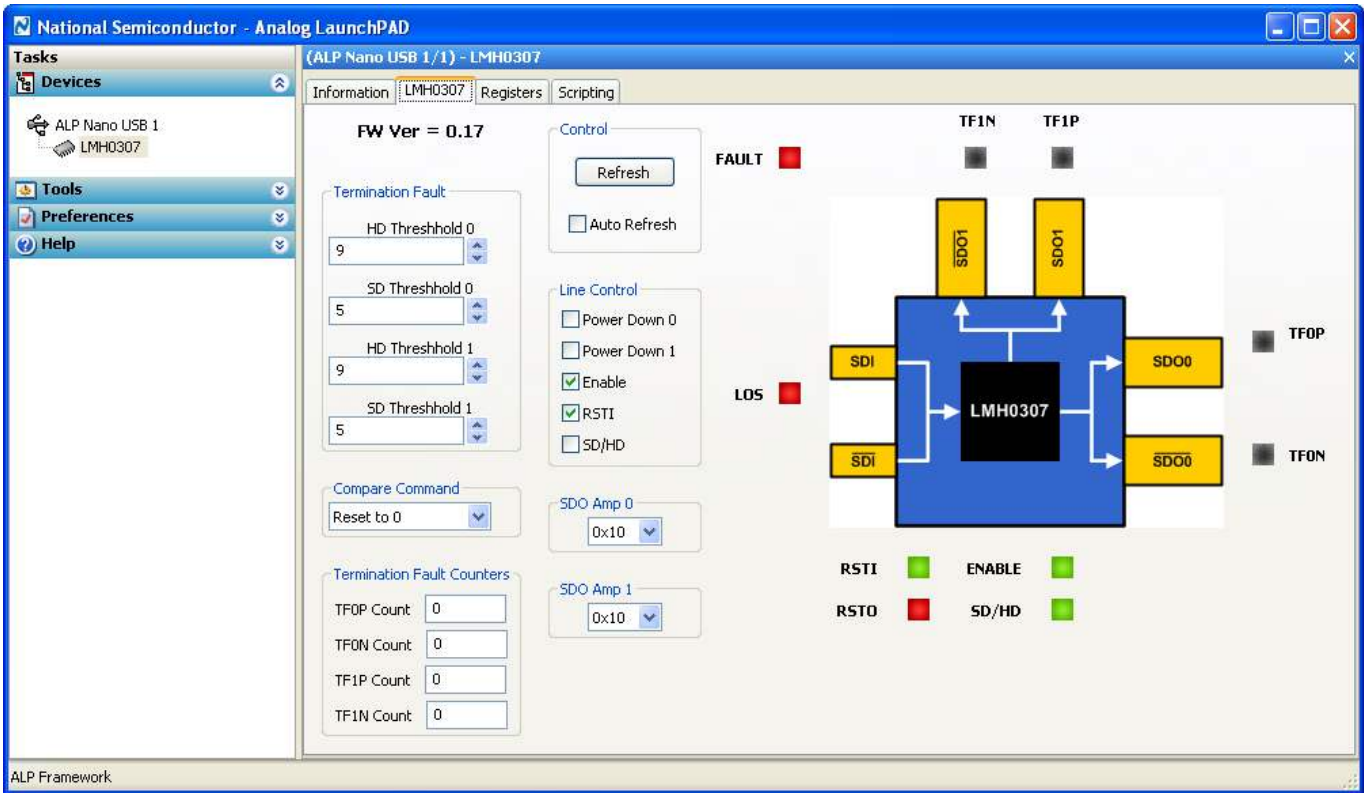 National Semiconductor - Analog LaunchPAD
Tasks
(ALP Nano USB 1/1) - LMH0307
Devices
ALP Nano USB 1
LMH0307
Tools
Preferences
Help
Information LMH0307 Registers Scripting
FW Ver = 0.17
Termination Fault
HD Threshhold 0
9
SD Threshhold 0
5
HD Threshhold 1
9
SD Threshhold 1
5
Compare Command
Reset to 0
Termination Fault Counters
TF0P Count 0
TF0N Count 0
TF1P Count 0
TF1N Count 0
Control
Refresh
Auto Refresh
Line Control
Power Down 0
Power Down 1
Enable
RSTI
SD/HD
SDO Amp 0
0x10
SDO Amp 1
0x10
FAULT
LOS
TF1N TF1P
SDO1 SDO1
SDI
SDI
LMH0307
SDO0
SDO0
TF0P
TF0N
RSTI ENABLE
RSTO SD/HD
ALP Framework